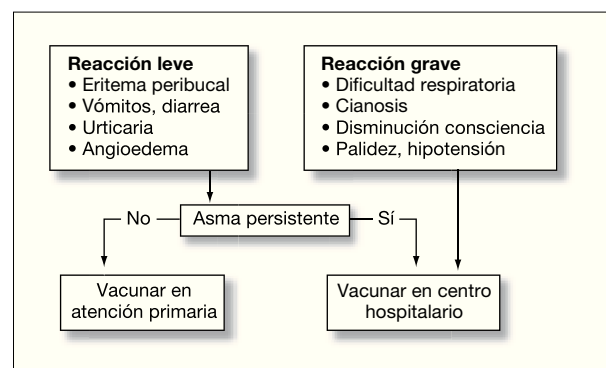 Reacción leve
• Eritema peribucal
• Vómitos, diarrea
• Urticaria
• Angioedema
Reacción grave
• Dificultad respiratoria
• Cianosis
• Disminución consciencia
• Palidez, hipotensión
No
Asma persistente
Sí
Vacunar en
atención primaria
Vacunar en centro
hospitalario